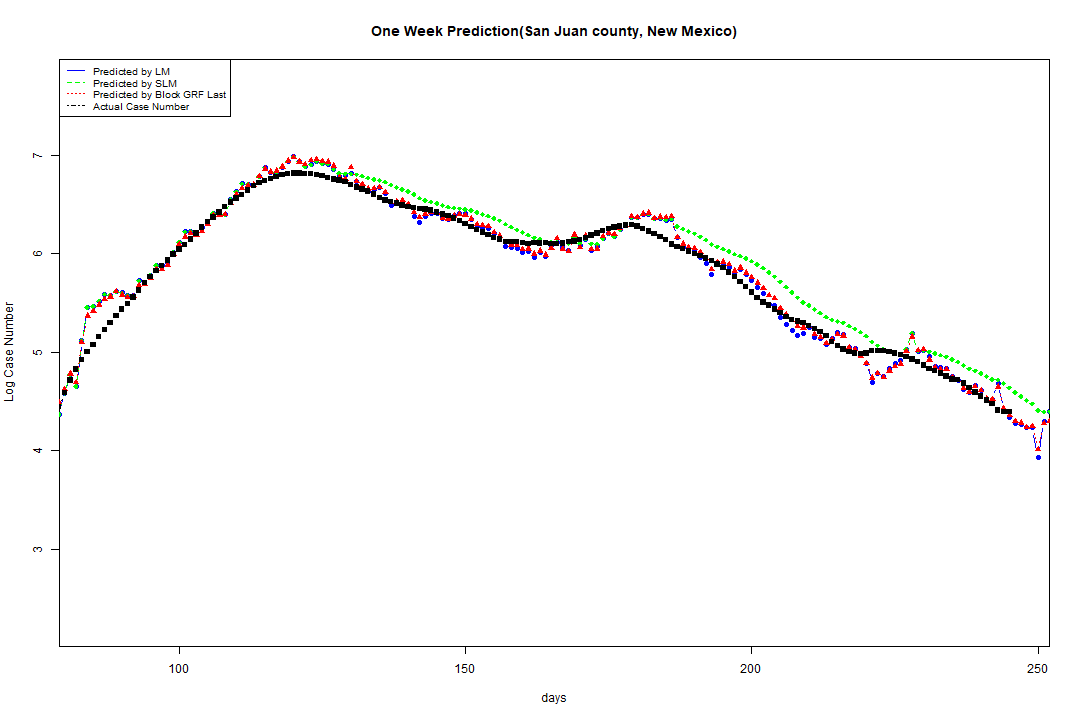 One Week Prediction(San Juan county, New Mexico)
Predicted by LM
Predicted by SLM
Predicted by Block GRF Last
Actual Case Number
7
6
5
4
3
Log Case Number
100 150 200 250
days